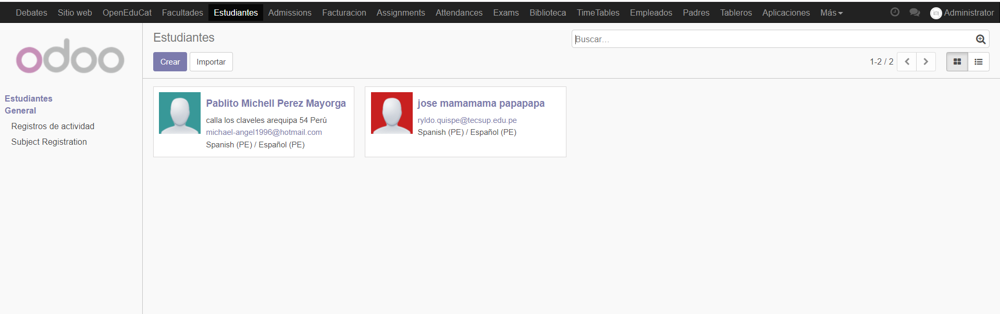 Debates Sitio web OpenEduCat Facultades Estudiantes Admissions Facturacion Assignments Attendances Exams Biblioteca TimeTables Empleados Padres Tableros Aplicaciones Más Administrator
odoo
Estudiantes
Buscar...
Crear Importar
1-2 / 2
Estudiantes
General
Registros de actividad
Subject Registration
Pablito Michell Perez Mayorga
calla los claveles arequipa 54 Perú
michael-angel1996@hotmail.com
Spanish (PE) / Español (PE)
jose mamamama papapapa
ryldo.quispe@tecsup.edu.pe
Spanish (PE) / Español (PE)